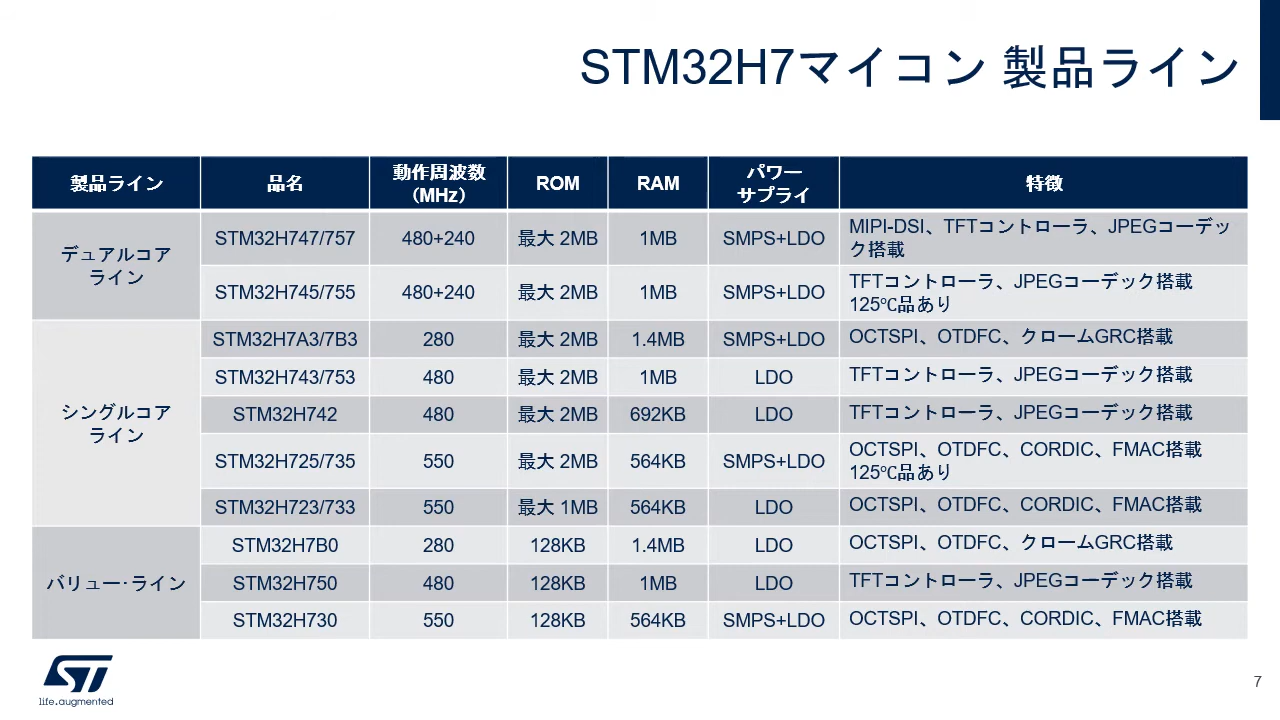 STM32H7マイコン 製品ライン
製品ライン 品名 動作周波数 (MHz) ROM RAM パワー サプライ 特徴
デュアルコア
ライン
STM32H747/757 480+240 最大 2MB 1MB SMPS+LDO MIPI-DSI、TFTコントローラ、JPEGコーデッ
ク搭載
STM32H745/755 480+240 最大 2MB 1MB SMPS+LDO TFTコントローラ、JPEGコーデック搭載
125℃品あり
シングルコア
ライン
STM32H7A3/7B3 280 最大 2MB 1.4MB SMPS+LDO OCTSPI、OTDFC、クロームGRC搭載
STM32H743/753 480 最大 2MB 1MB LDO TFTコントローラ、JPEGコーデック搭載
STM32H742 480 最大 2MB 692KB LDO TFTコントローラ、JPEGコーデック搭載
STM32H725/735 550 最大 2MB 564KB SMPS+LDO OCTSPI、OTDFC、CORDIC、FMAC搭載
125℃品あり
STM32H723/733 550 最大 1MB 564KB LDO OCTSPI、OTDFC、CORDIC、FMAC搭載
バリュー・ライン
STM32H7B0 280 128KB 1.4MB LDO OCTSPI、OTDFC、クロームGRC搭載
STM32H750 480 128KB 1MB LDO TFTコントローラ、JPEGコーデック搭載
STM32H730 550 128KB 564KB SMPS+LDO OCTSPI、OTDFC、CORDIC、FMAC搭載
ST
life.augmented
7